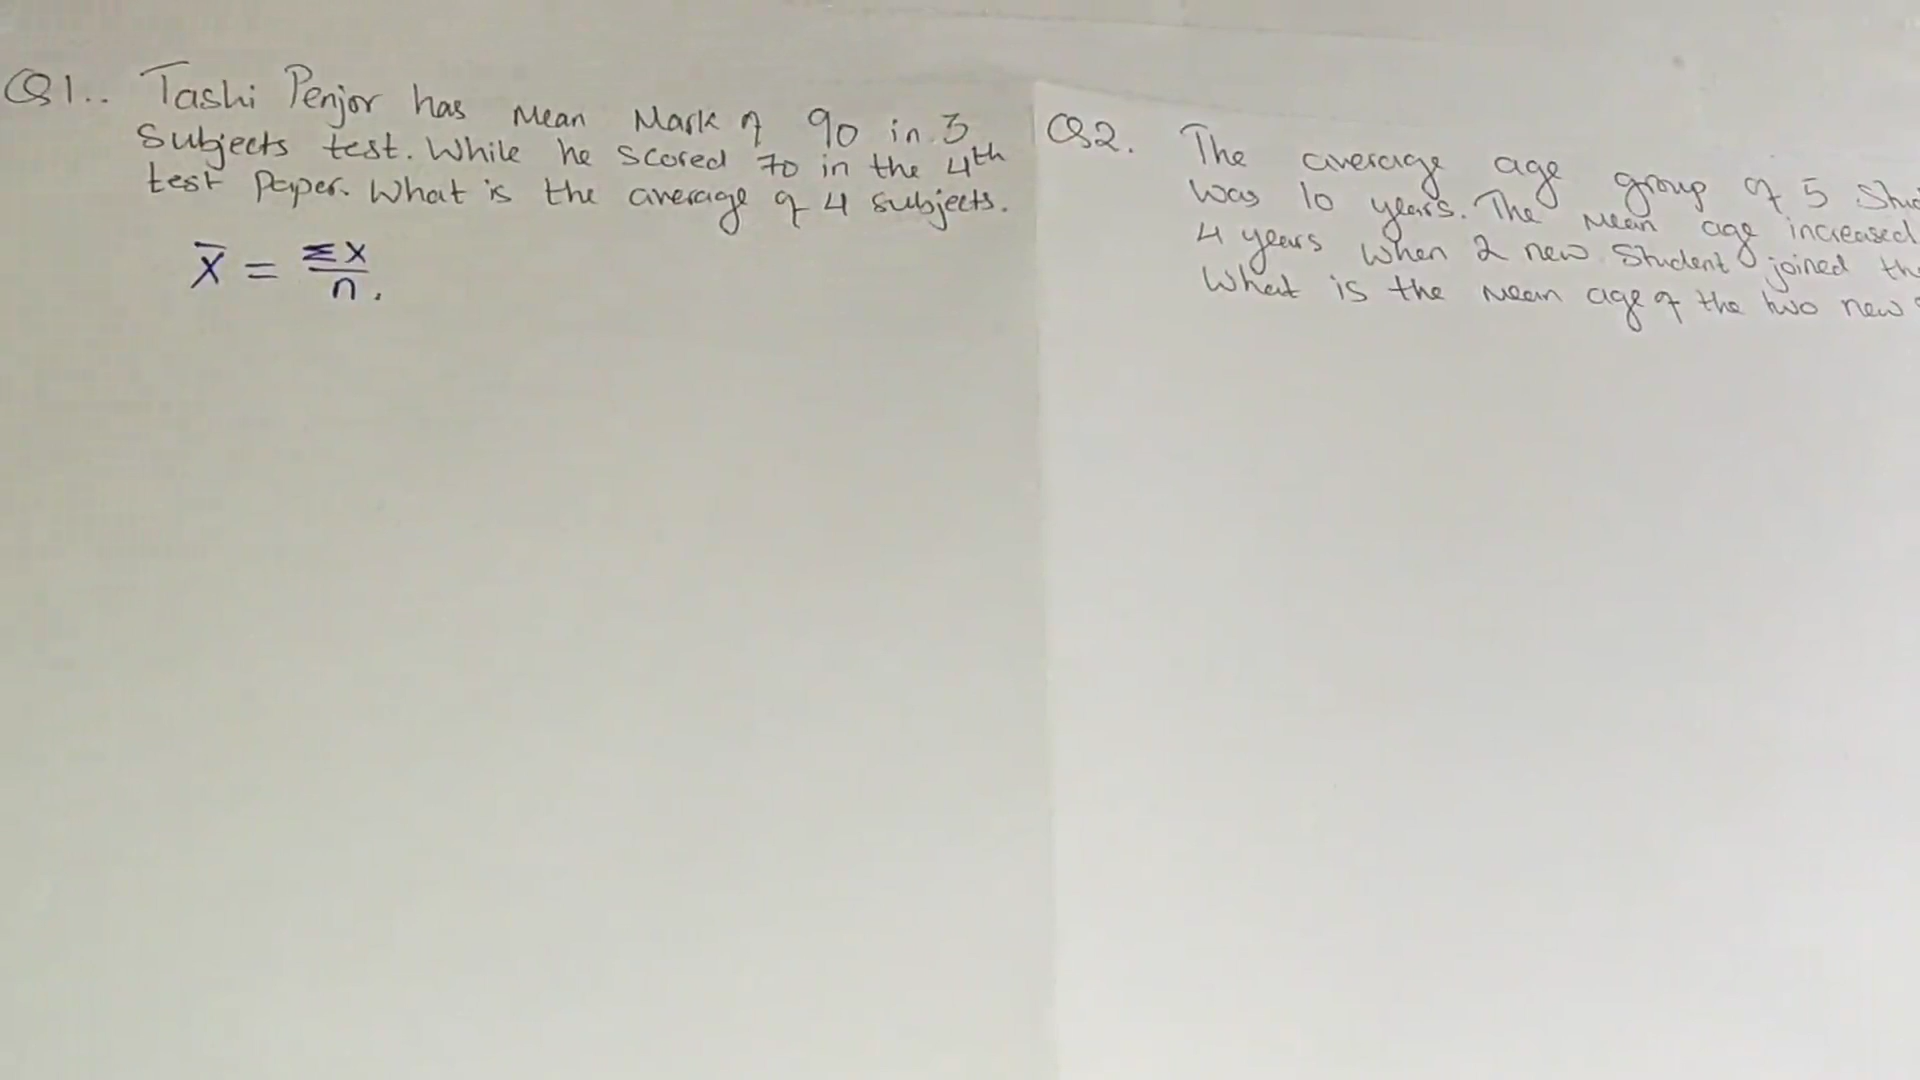 Q1.. Tashi Penjor has Mean Mark of 90 in 3
Subjects test. While he scored 70 in the 4th
test Paper. What is the average of 4 subjects.
x̄ = Σx
n.
Q2. The average age group of 5
was 10 years. The Mean age increased
4 years when 2 new Student joined
What is the Mean age of the two new